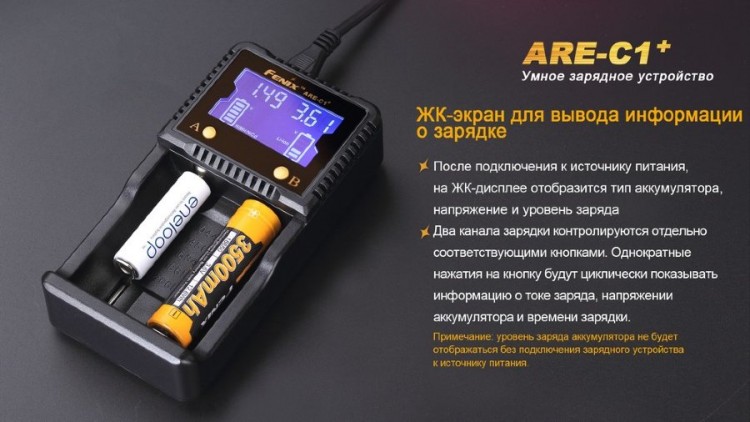 ARE-C1+
Умное зарядное устройство
ЖК-экран для вывода информации
о зарядке
После подключения к источнику питания,
на ЖК-дисплее отобразится тип аккумулятора,
напряжение и уровень заряда
Два канала зарядки контролируются отдельно
соответствующими кнопками. Однократные
нажатия на кнопку будут циклически показывать
информацию о токе заряда, напряжении
аккумулятора и времени зарядки.
Примечание: уровень заряда аккумулятора не будет
отображаться без подключения зарядного устройства
к источнику питания.
FENIX™ ARE-C1+
1.49 3.61
A
B
eneloop
3500mAh